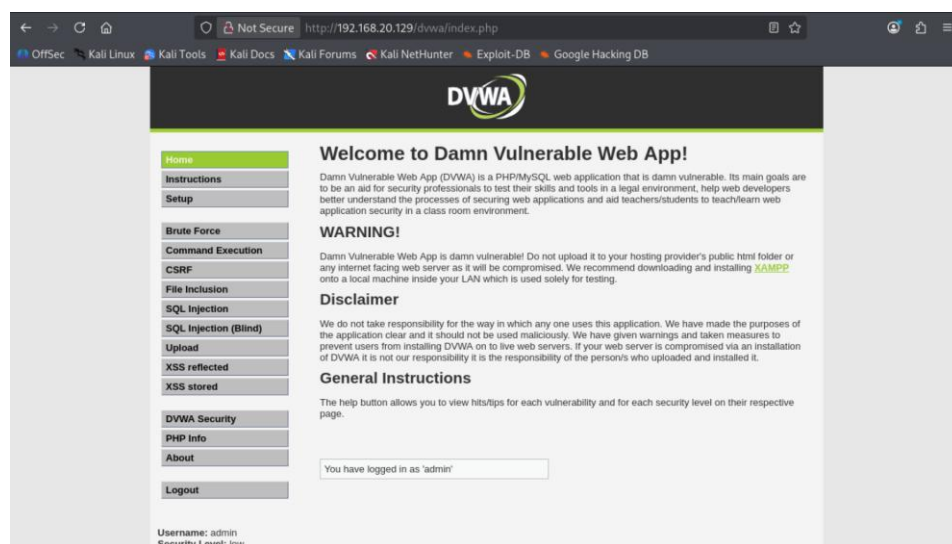 Not Secure http://192.168.20.129/dvwa/index.php
OffSec Kali Linux Kali Tools Kali Docs Kali Forums Kali NetHunter Exploit-DB Google Hacking DB
DVWA
Home
Instructions
Setup
Brute Force
Command Execution
CSRF
File Inclusion
SQL Injection
SQL Injection (Blind)
Upload
XSS reflected
XSS stored
DVWA Security
PHP Info
About
Logout
Welcome to Damn Vulnerable Web App!
Damn Vulnerable Web App (DVWA) is a PHP/MySQL web application that is damn vulnerable. Its main goals are
to be an aid for security professionals to test their skills and tools in a legal environment, help web developers
better understand the processes of securing web applications and aid teachers/students to teach/learn web
application security in a class room environment.
WARNING!
Damn Vulnerable Web App is damn vulnerable! Do not upload it to your hosting provider's public html folder or
any internet facing web server as it will be compromised. We recommend downloading and installing XAMPP
onto a local machine inside your LAN which is used solely for testing.
Disclaimer
We do not take responsibility for the way in which any one uses this application. We have made the purposes of
the application clear and it should not be used maliciously. We have given warnings and taken measures to
prevent users from installing DVWA on to live web servers. If your web server is compromised via an installation
of DVWA it is not our responsibility it is the responsibility of the person/s who uploaded and installed it.
General Instructions
The help button allows you to view hits/tips for each vulnerability and for each security level on their respective
page.
You have logged in as 'admin'
Username: admin
Security Level: low